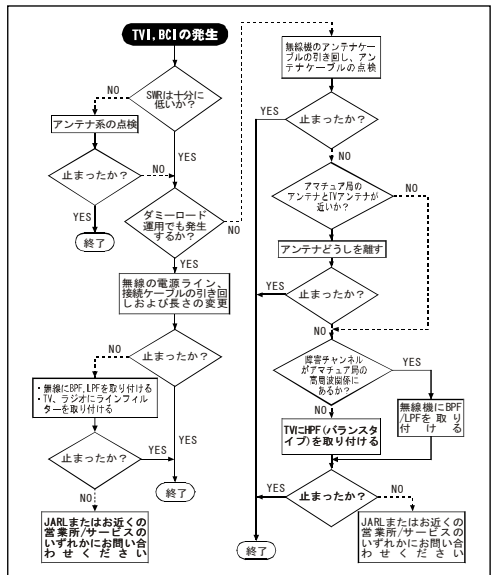 TVI,BCIの発生
SWRは十分に
低いか?
NO
YES
アンテナ系の点検
止まったか?
NO
YES
終了
ダミーロード
運用でも発生
するか?
NO
YES
無線の電源ライン、
接続ケーブルの引き回
しおよび長さの変更
止まったか?
NO
YES
・無線にBPF,LPFを取り付ける
・TV、ラジオにラインフィル
ターを取り付ける
止まったか?
YES
NO
終了
JARLまたはお近くの
営業所/サービスの
いずれかにお問い合
わせください
無線機のアンテナケー
ブルの引き回し、アン
テナケーブルの点検
止まったか?
YES
NO
アマチュア局の
アンテナとTVアンテナが
近いか?
NO
YES
アンテナどうしを離す
止まったか?
YES
NO
障害チャンネル
がアマチュア局の
高周波関係に
あるか?
YES
NO
無線機にBPF
/LPFを取り
付ける
TVにHPF(バランスタ
イプ)を取り付ける
止まったか?
YES
NO
終了
JARLまたはお近くの
営業所/サービスの
いずれかにお問い合
わせください